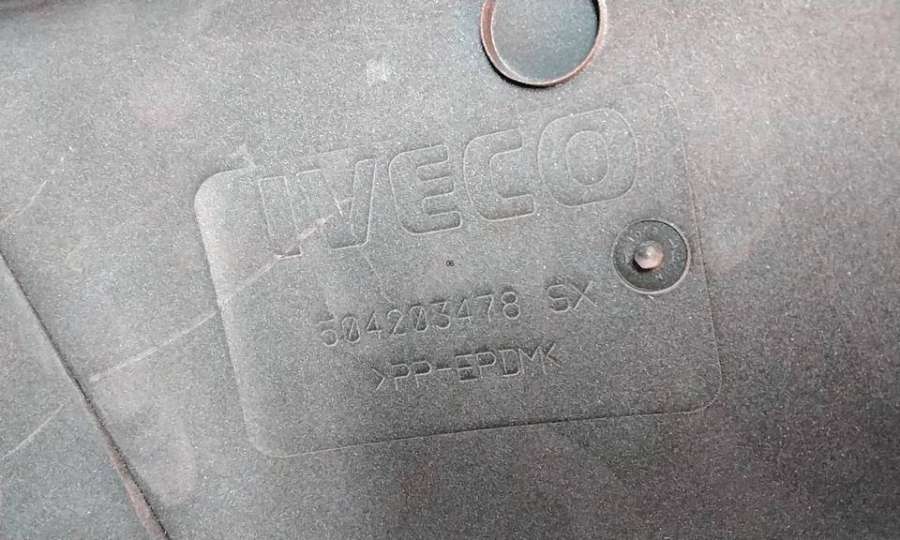 IVECO
504203478 SX
>PP-EPDM<